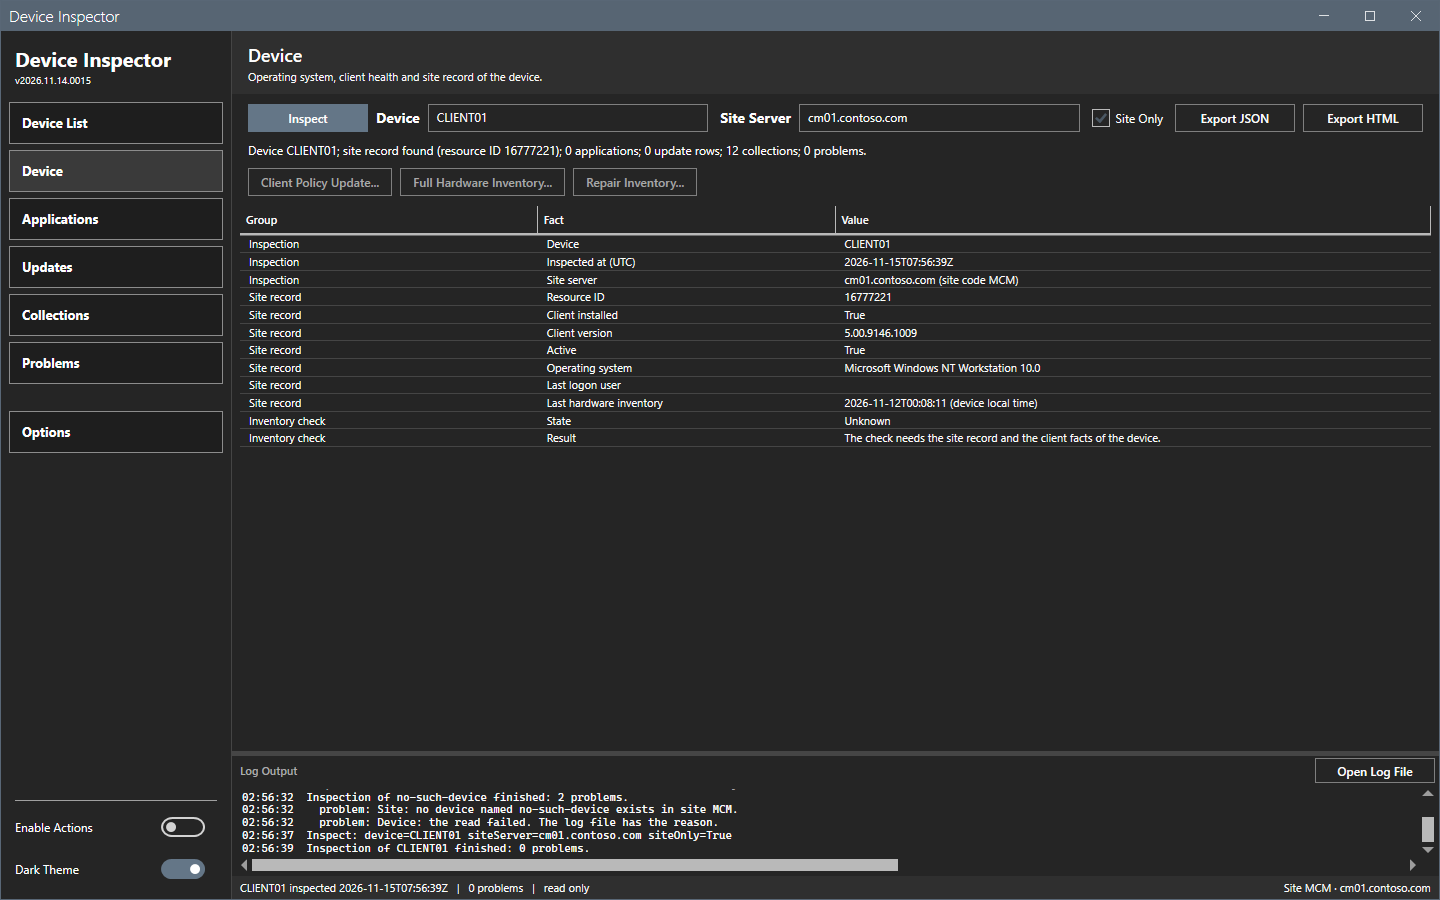 Device Inspector
Device Inspector
v2026.11.14.0015
Device List
Device
Applications
Updates
Collections
Problems
Options
Enable Actions
Dark Theme
Device
Operating system, client health and site record of the device.
Inspect Device CLIENT01 Site Server cm01.contoso.com Site Only Export JSON Export HTML
Device CLIENT01; site record found (resource ID 16777221); 0 applications; 0 update rows; 12 collections; 0 problems.
Client Policy Update... Full Hardware Inventory... Repair Inventory...
Group Fact Value
Inspection Device CLIENT01
Inspection Inspected at (UTC) 2026-11-15T07:56:39Z
Inspection Site server cm01.contoso.com (site code MCM)
Site record Resource ID 16777221
Site record Client installed True
Site record Client version 5.00.9146.1009
Site record Active True
Site record Operating system Microsoft Windows NT Workstation 10.0
Site record Last logon user
Site record Last hardware inventory 2026-11-12T00:08:11 (device local time)
Inventory check State Unknown
Inventory check Result The check needs the site record and the client facts of the device.
Log Output Open Log File
02:56:32 Inspection of no-such-device finished: 2 problems.
02:56:32 problem: Site: no device named no-such-device exists in site MCM.
02:56:32 problem: Device: the read failed. The log file has the reason.
02:56:37 Inspect: device=CLIENT01 siteServer=cm01.contoso.com siteOnly=True
02:56:39 Inspection of CLIENT01 finished: 0 problems.
CLIENT01 inspected 2026-11-15T07:56:39Z | 0 problems | read only Site MCM · cm01.contoso.com